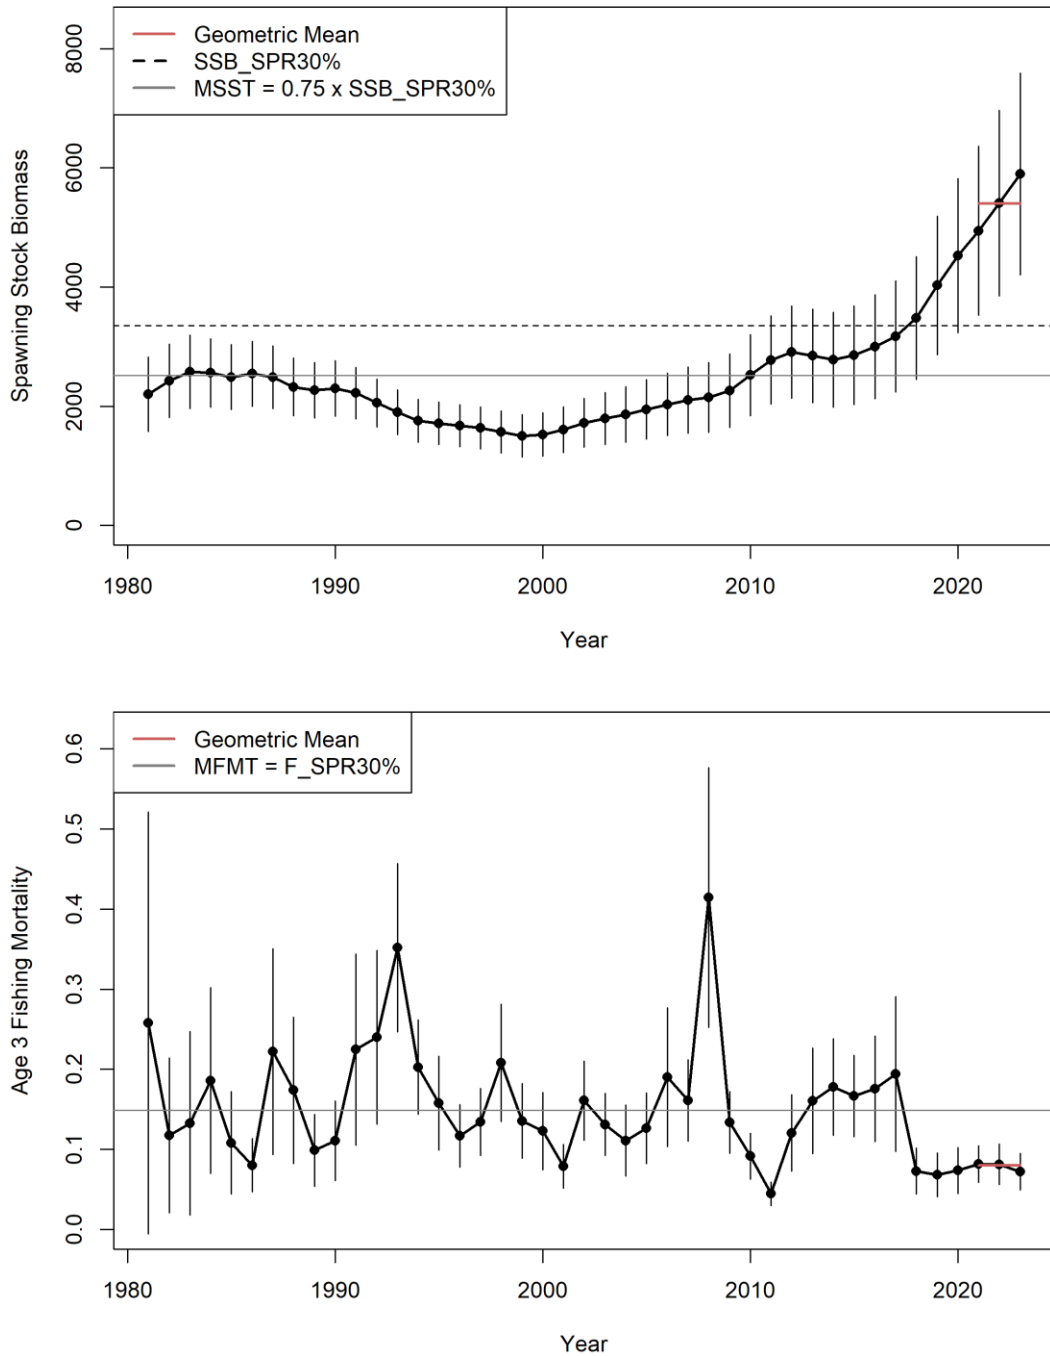 Geometric Mean
SSB_SPR30%
MSST = 0.75 x SSB_SPR30%
8000
6000
4000
2000
0
Spawning Stock Biomass
1980
1990
2000
2010
2020
Year
Geometric Mean
MFMT = F_SPR30%
0.6
0.5
0.4
0.3
0.2
0.1
0.0
Age 3 Fishing Mortality
1980
1990
2000
2010
2020
Year